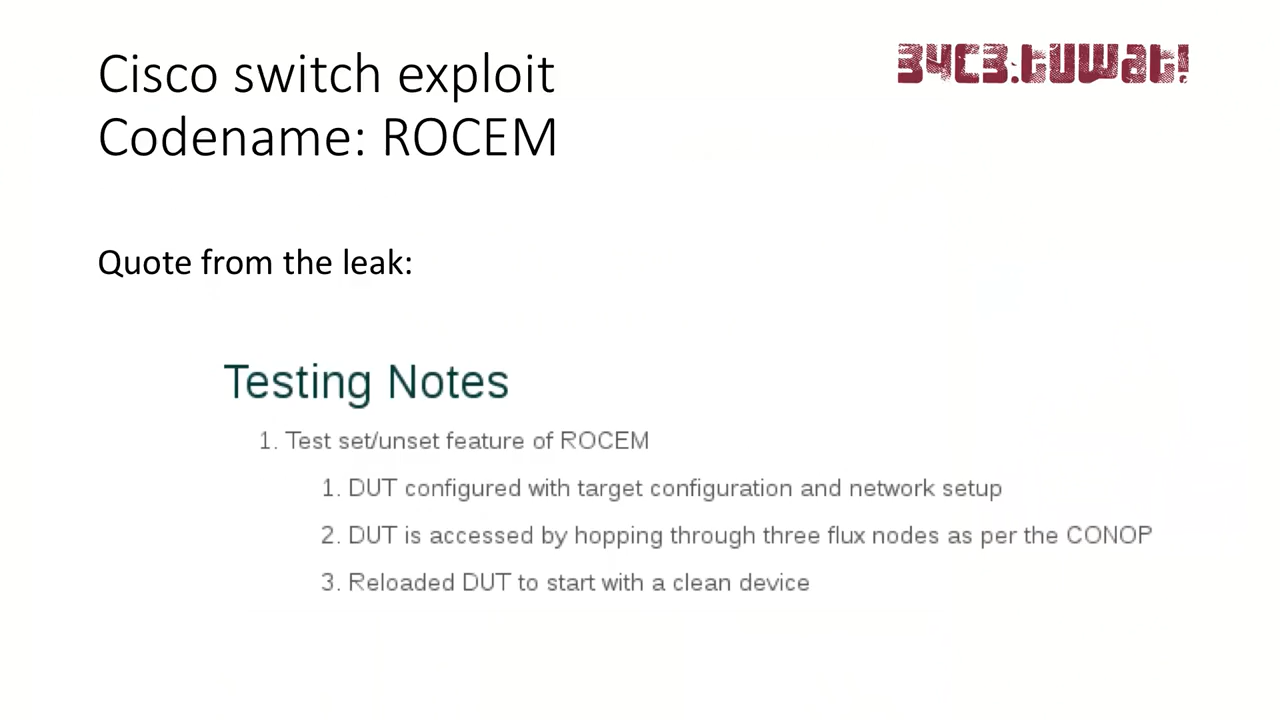 Cisco switch exploit
Codename: ROCEM
34C3.tuwat!
Quote from the leak:
Testing Notes
1. Test set/unset feature of ROCEM
1. DUT configured with target configuration and network setup
2. DUT is accessed by hopping through three flux nodes as per the CONOP
3. Reloaded DUT to start with a clean device